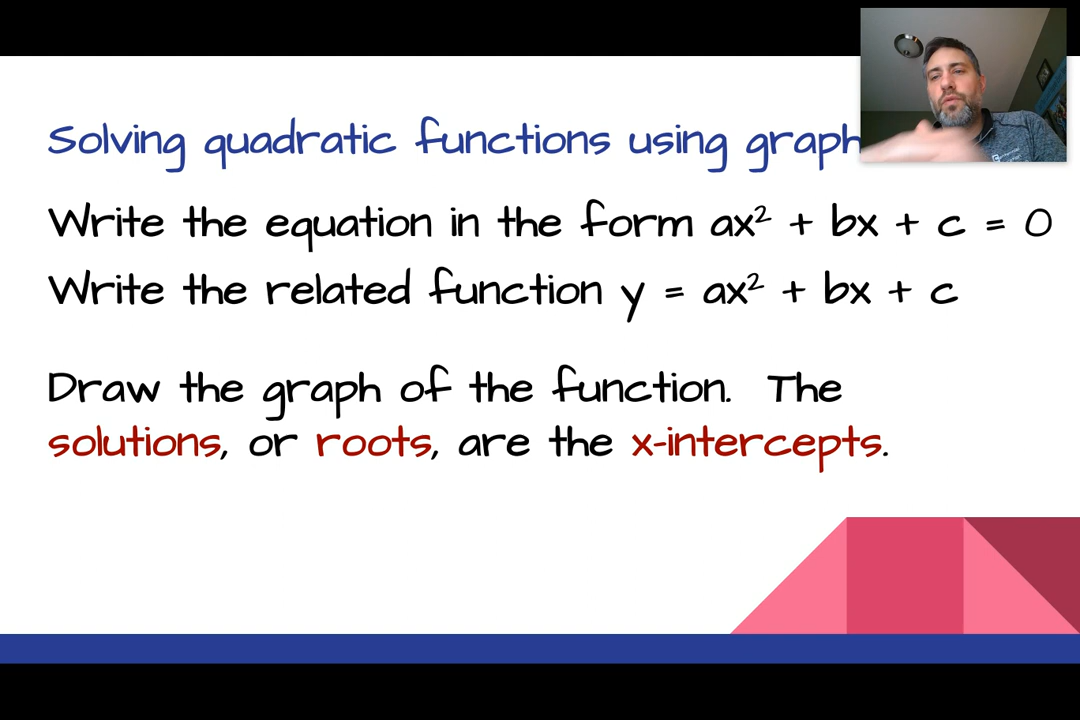 Solving quadratic functions using graph
Write the equation in the form ax² + bx + c = 0
Write the related function y = ax² + bx + c
Draw the graph of the function. The
solutions, or roots, are the x-intercepts.